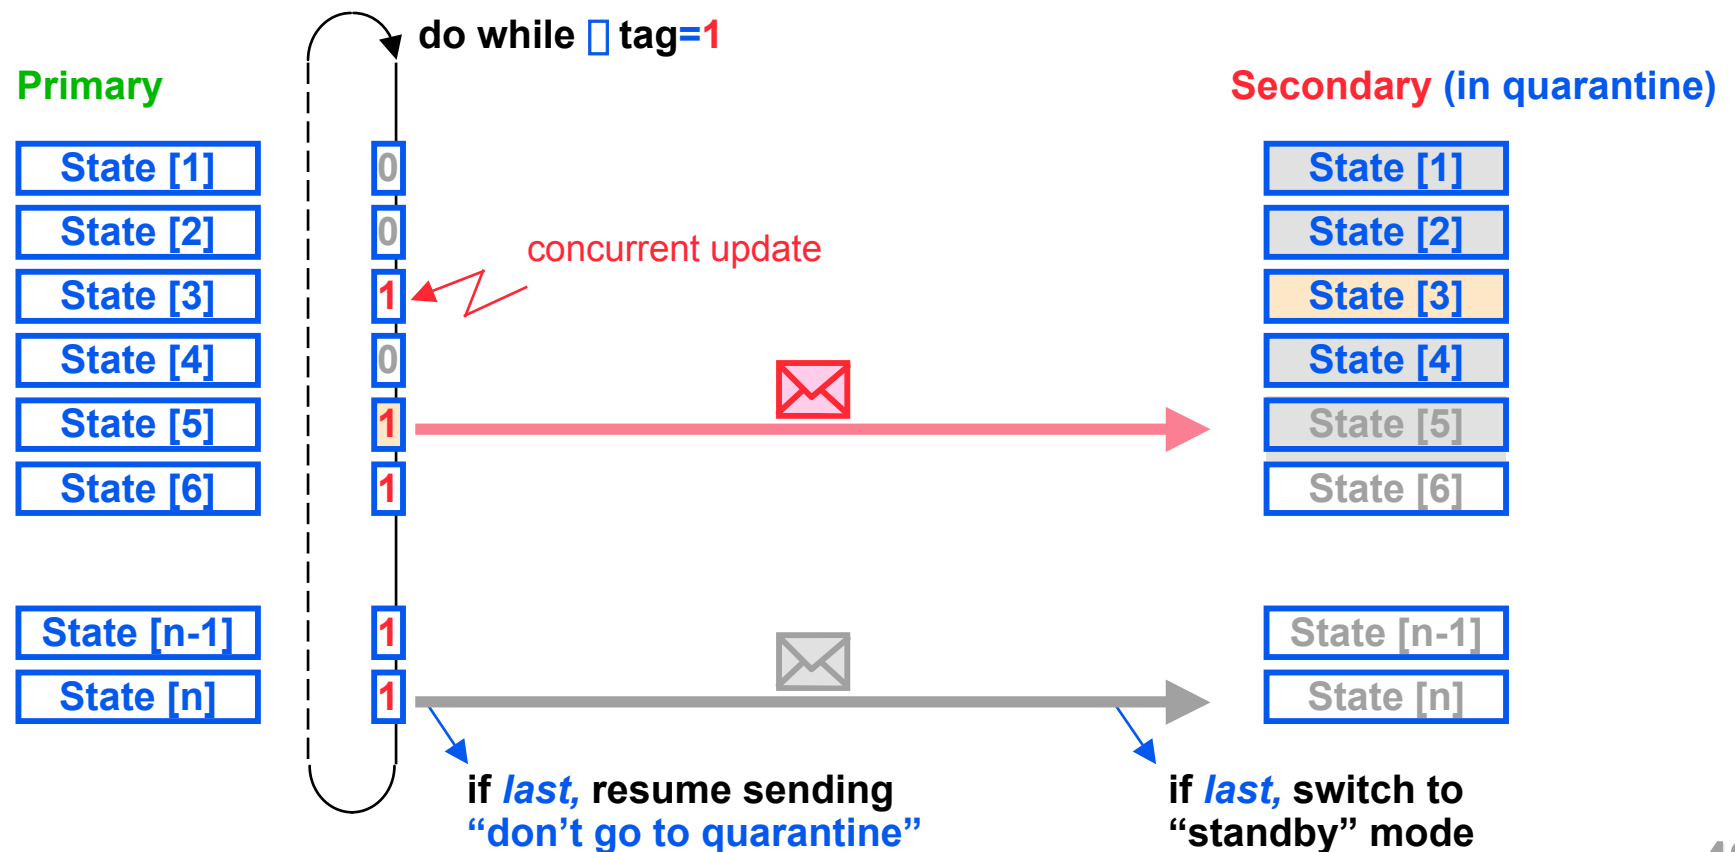 do while ▯ tag=1
Primary
Secondary (in quarantine)
State [1] 0 State [1]
State [2] 0 State [2]
concurrent update
State [3] 1 State [3]
State [4] 0 State [4]
State [5] 1 State [5]
State [6] 1 State [6]
State [n-1] 1 State [n-1]
State [n] 1 State [n]
if last, resume sending
“don’t go to quarantine”
if last, switch to
“standby” mode